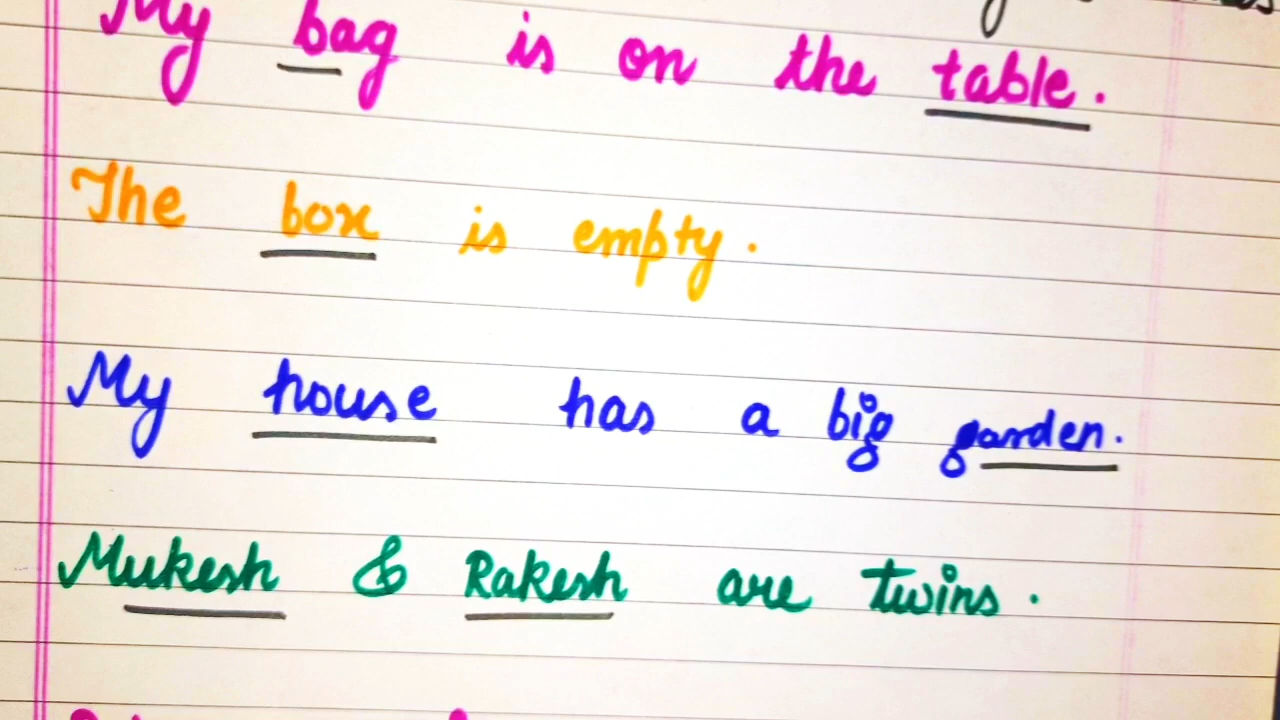 My bag is on the table.
The box is empty.
My house has a big garden.
Mukesh & Rakesh are twins.